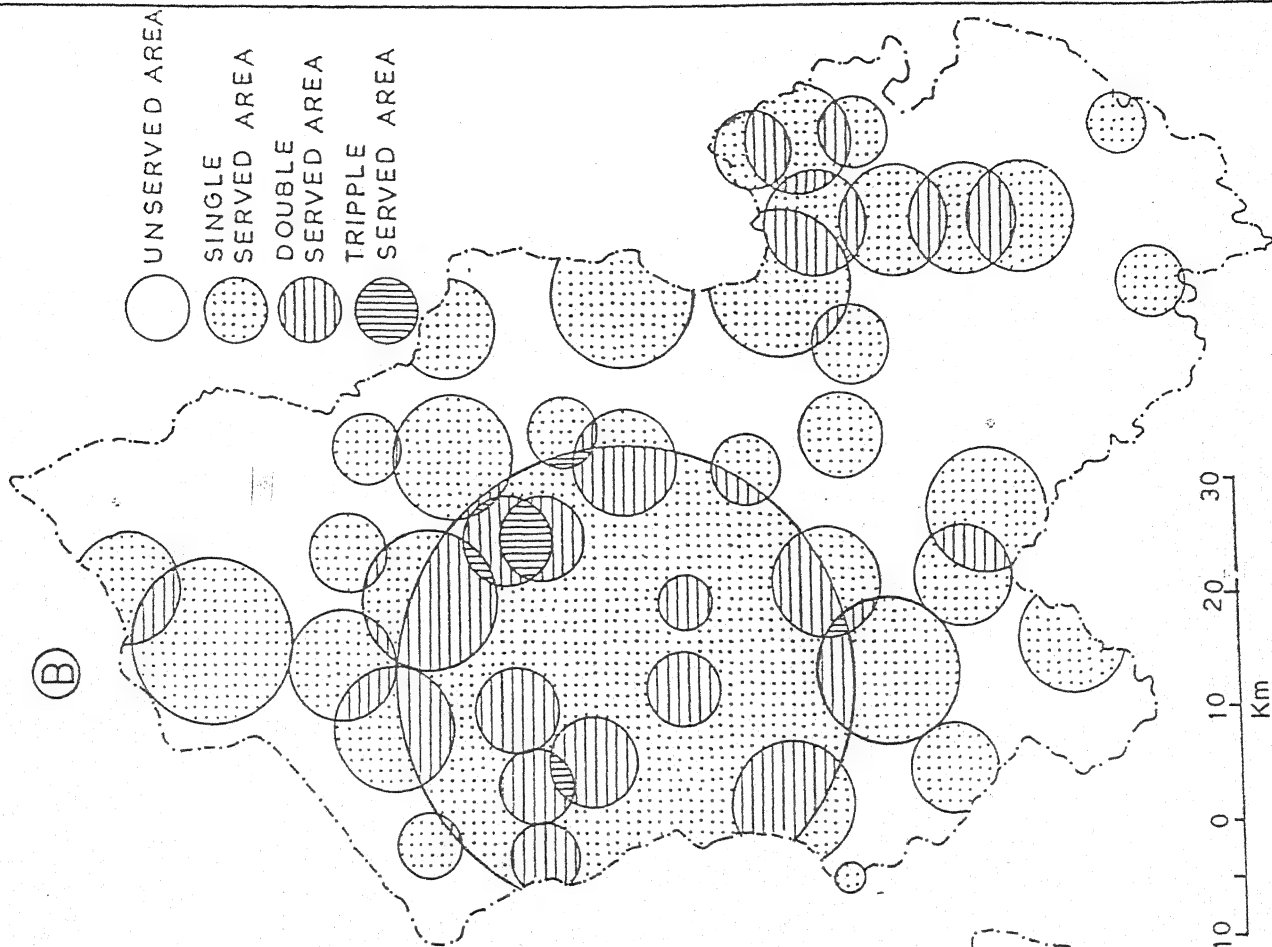 B
UNSERVED AREA
SINGLE
SERVED AREA
DOUBLE
SERVED AREA
TRIPPLE
SERVED AREA
10 0 10 20 30
Km